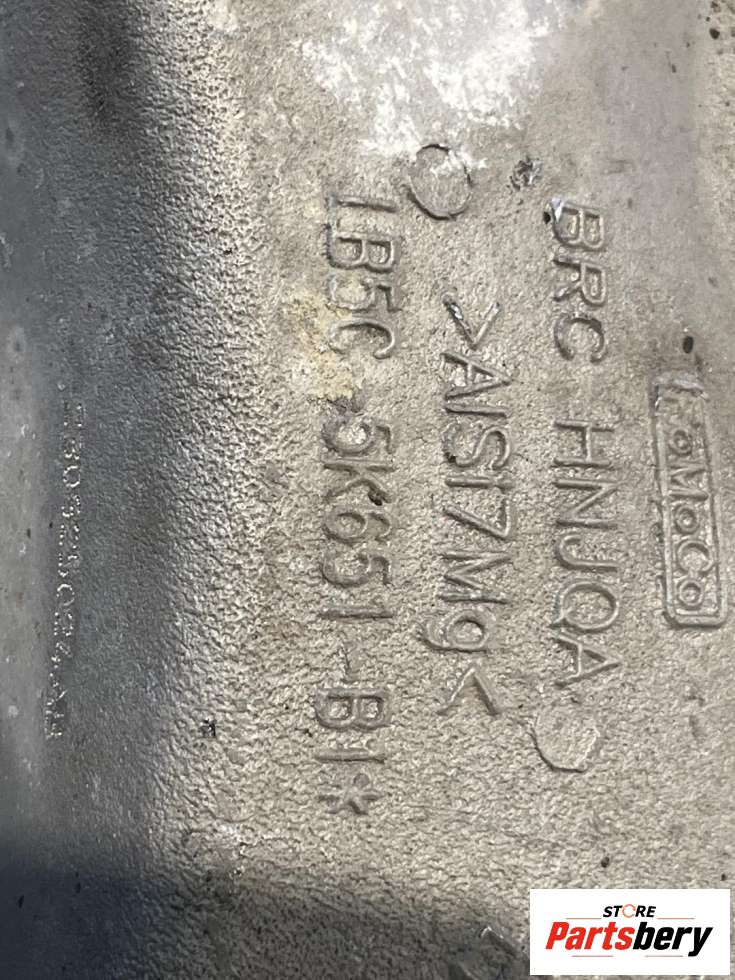 FoMoCo
BRC HNJQA
>AlSi7Mg<
LB5C-5K651-B1*
STORE
Partsbery